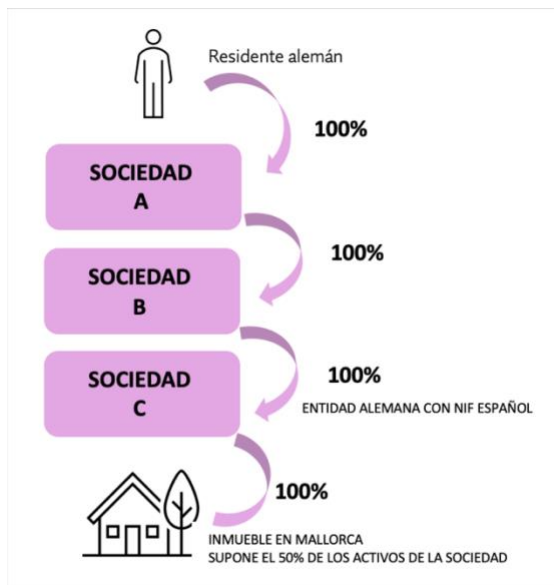 Residente alemán
100%
SOCIEDAD
A
100%
SOCIEDAD
B
100%
SOCIEDAD
C
ENTIDAD ALEMANA CON NIF ESPAÑOL
100%
INMUEBLE EN MALLORCA
SUPONE EL 50% DE LOS ACTIVOS DE LA SOCIEDAD